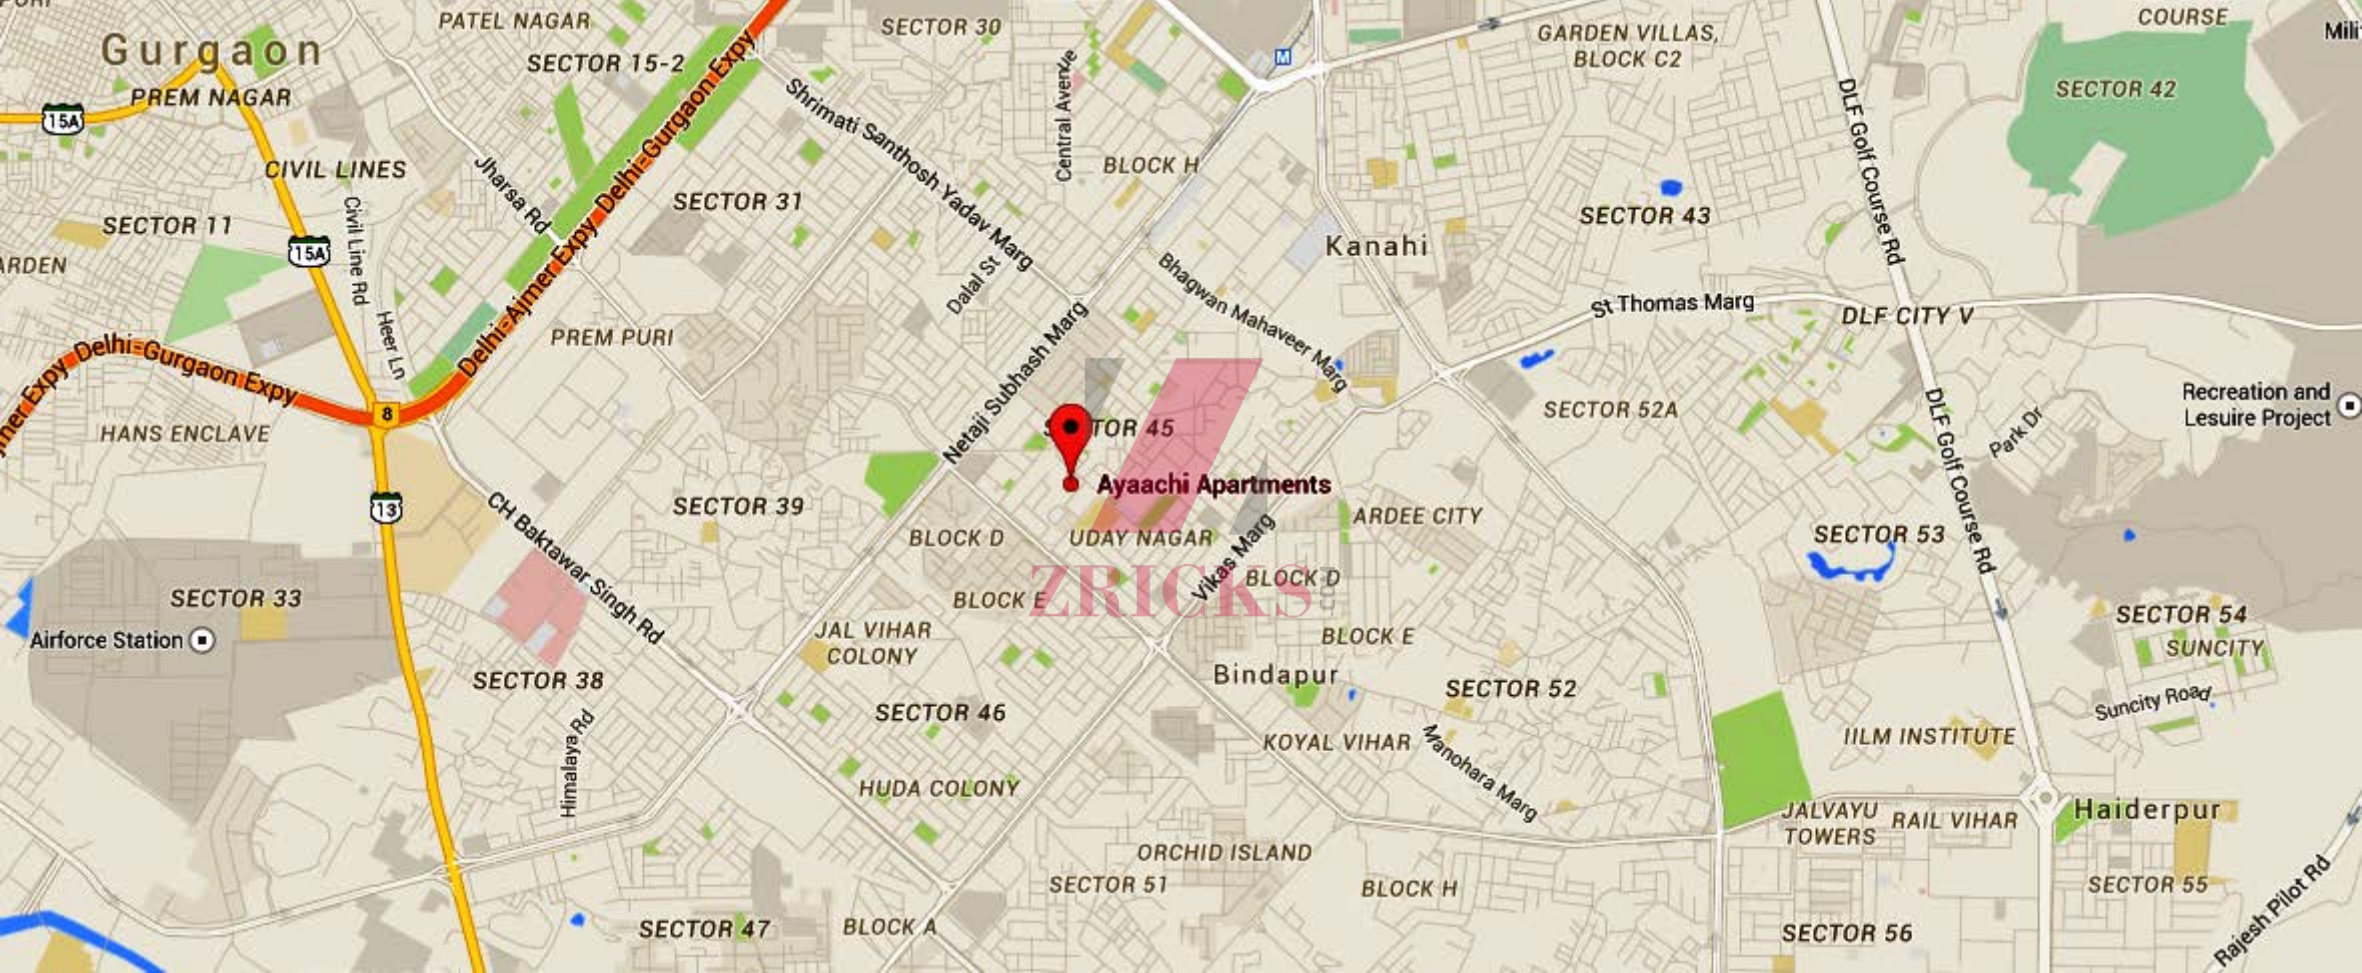 PATEL NAGAR
SECTOR 30
COURSE
Gurgaon
GARDEN VILLAS,
BLOCK C2
SECTOR 15-2
M
PREM NAGAR
15A
SECTOR 42
Delhi-Gurgaon Expy
Shrimati Santhosh Yadav Marg
Central Avenue
DLF Golf Course Rd
CIVIL LINES
BLOCK H
Jharsa Rd
SECTOR 31
SECTOR 11
SECTOR 43
Civil Line Rd
15A
Kanahi
Dalal St
Bhagwan Mahaveer Marg
St Thomas Marg
DLF CITY V
Heer Ln
Delhi-Ajmer Expy
PREM PURI
Delhi-Gurgaon Expy
Netaji Subhash Marg
8
HANS ENCLAVE
TOR 45
SECTOR 52A
DLF Golf Course Rd
Park Dr
Recreation and
Lesuire Project
Ayaachi Apartments
13
SECTOR 39
CH Baktawar Singh Rd
BLOCK D
UDAY NAGAR
ARDEE CITY
SECTOR 53
Vikas Marg
BLOCK D
ZRICKS
.COM
SECTOR 33
BLOCK E
SECTOR 54
Airforce Station
JAL VIHAR
COLONY
BLOCK E
SUNCITY
SECTOR 38
Bindapur
SECTOR 52
Suncity Road
SECTOR 46
Himalaya Rd
KOYAL VIHAR
Manohara Marg
IILM INSTITUTE
HUDA COLONY
JALVAYU
TOWERS
RAIL VIHAR
Haiderpur
ORCHID ISLAND
SECTOR 51
BLOCK H
SECTOR 55
SECTOR 47
BLOCK A
SECTOR 56
Rajesh Pilot Rd